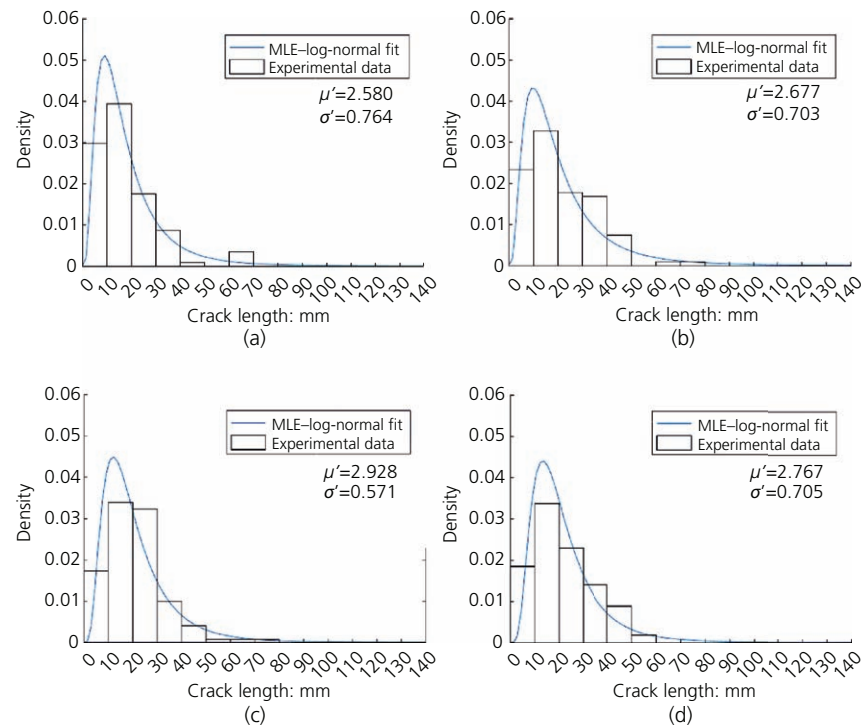 0.06
0.05
0.04
0.03
0.02
0.01
0
Density
MLE–log-normal fit
Experimental data
μ′=2.580
σ′=0.764
0 10 20 30 40 50 60 70 80 90 100 110 120 130 140
Crack length: mm
(a)
0.06
0.05
0.04
0.03
0.02
0.01
0
Density
MLE–log-normal fit
Experimental data
μ′=2.677
σ′=0.703
0 10 20 30 40 50 60 70 80 90 100 110 120 130 140
Crack length: mm
(b)
0.06
0.05
0.04
0.03
0.02
0.01
0
Density
MLE–log-normal fit
Experimental data
μ′=2.928
σ′=0.571
0 10 20 30 40 50 60 70 80 90 100 110 120 130 140
Crack length: mm
(c)
0.06
0.05
0.04
0.03
0.02
0.01
0
Density
MLE–log-normal fit
Experimental data
μ′=2.767
σ′=0.705
0 10 20 30 40 50 60 70 80 90 100 110 120 130 140
Crack length: mm
(d)